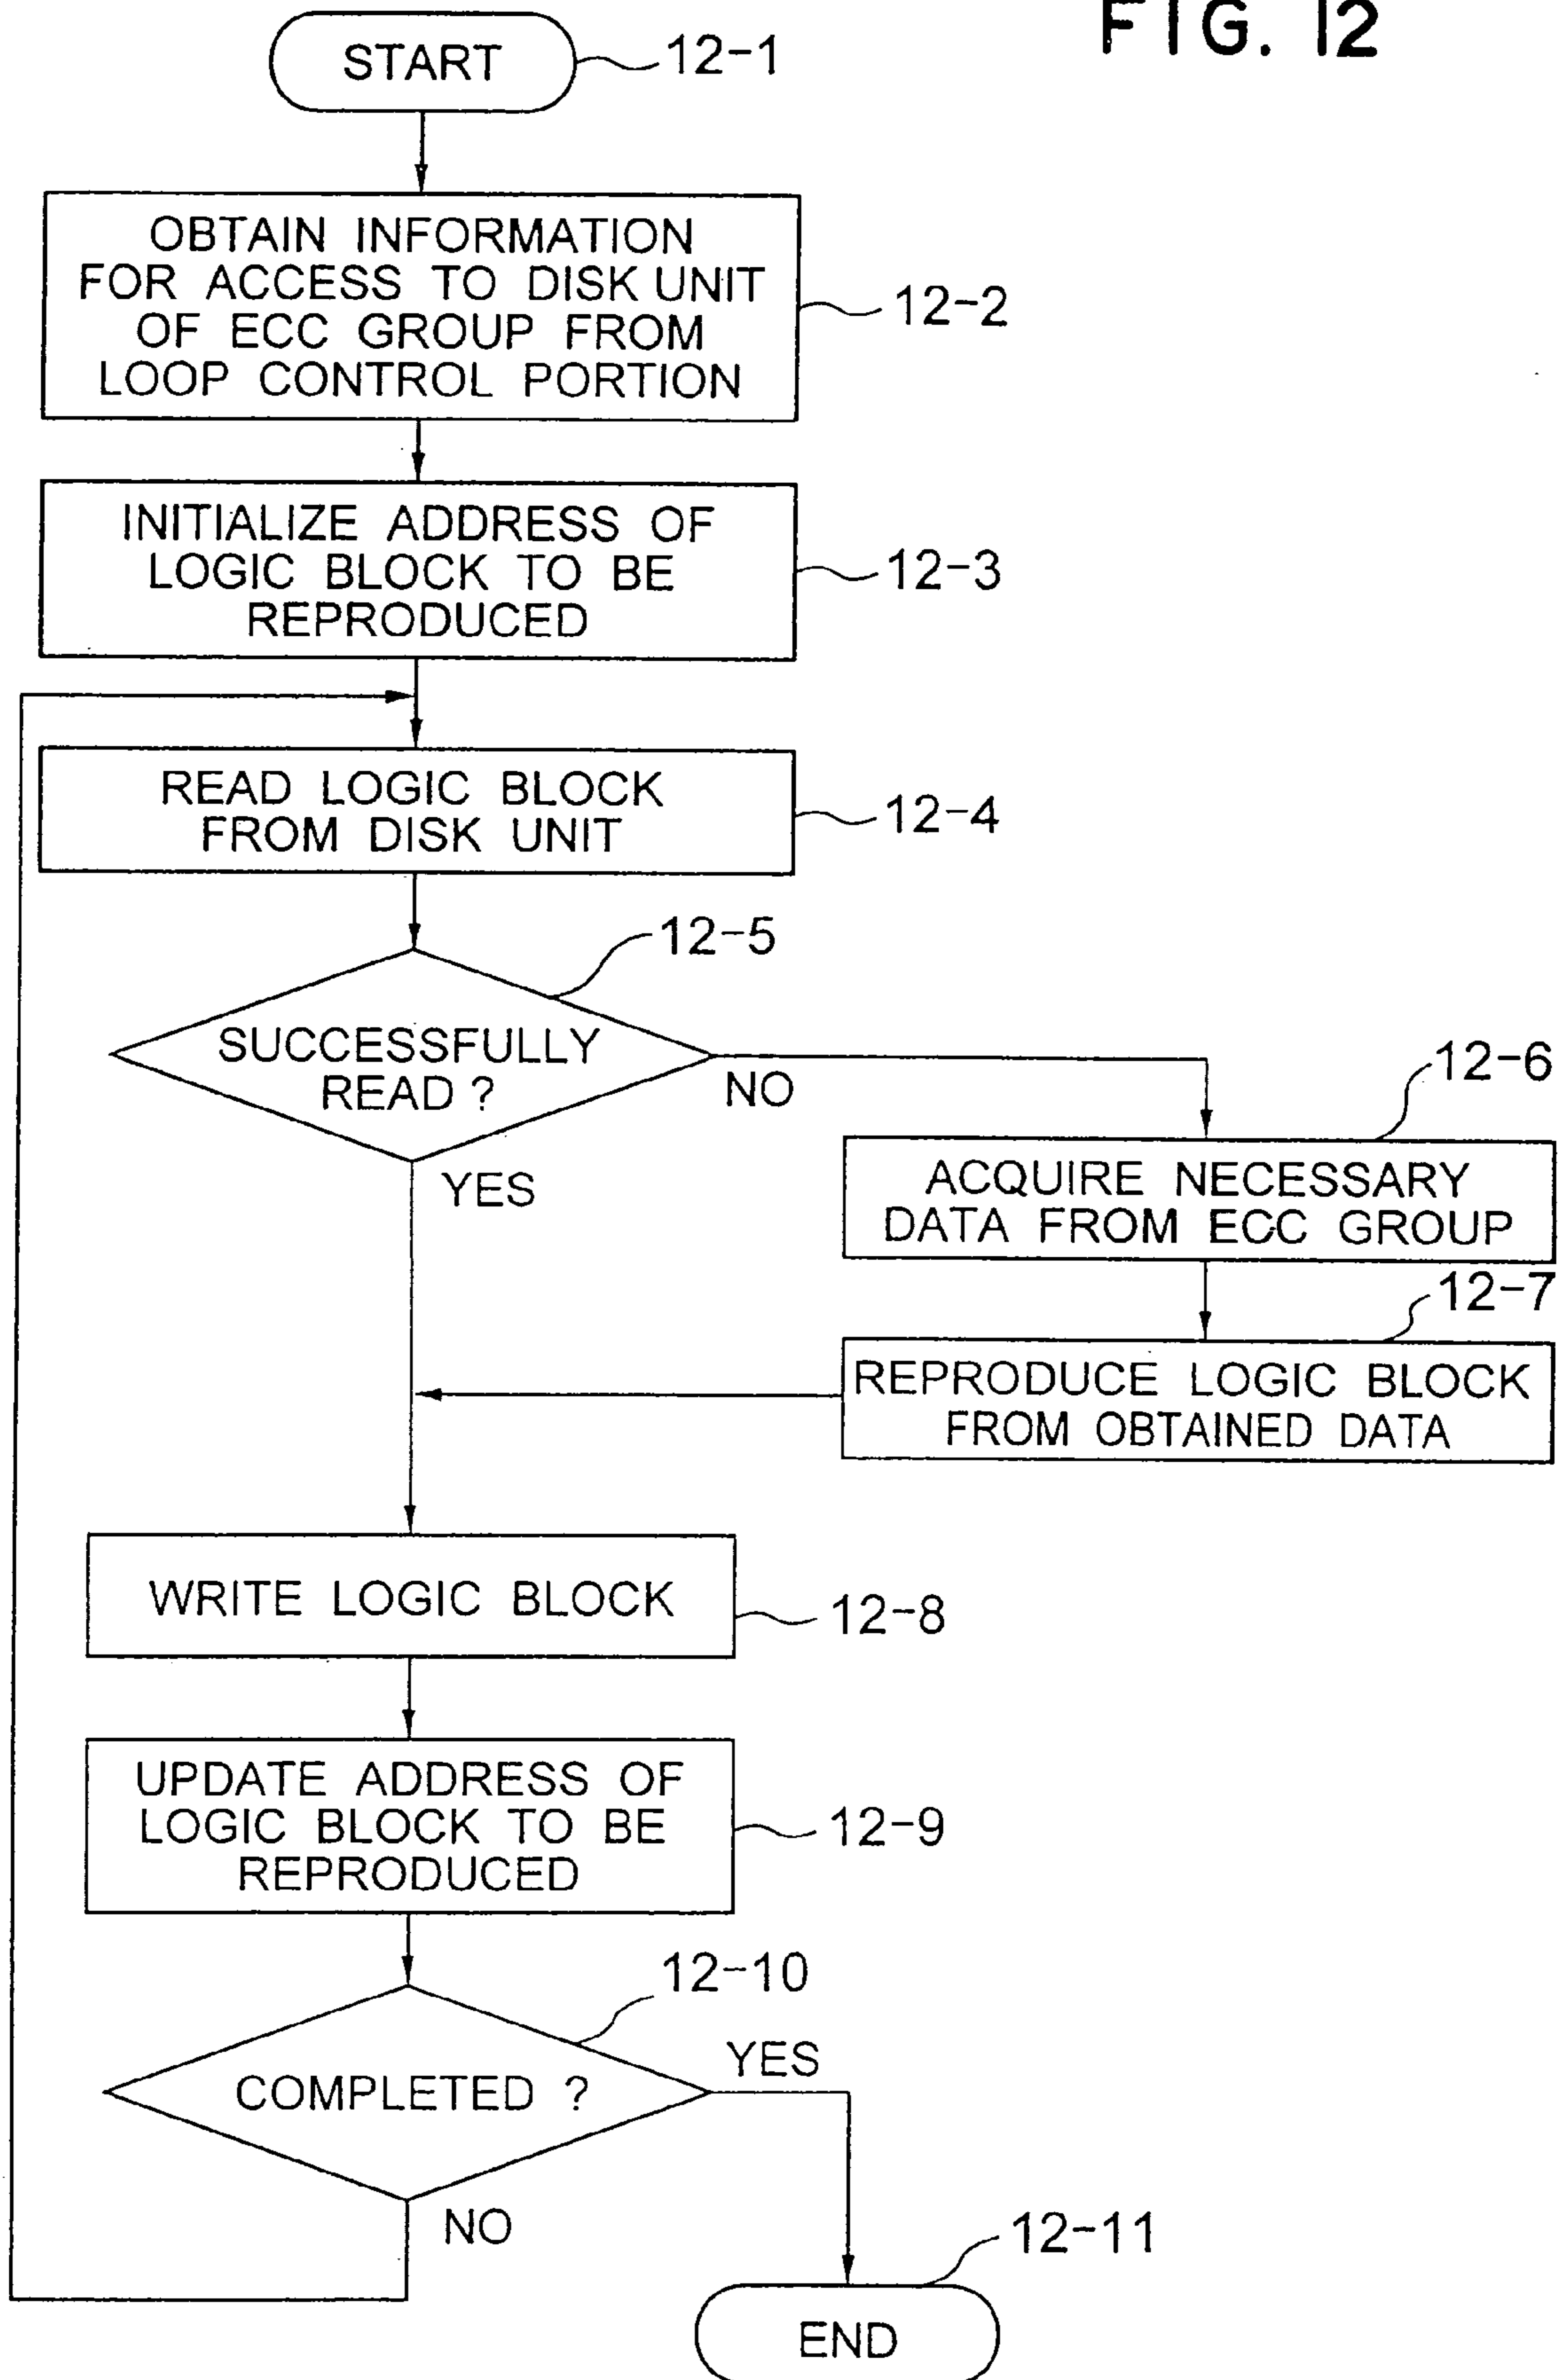 FIG. 12
START
12-1
OBTAIN INFORMATION
FOR ACCESS TO DISK UNIT
OF ECC GROUP FROM
LOOP CONTROL PORTION
12-2
INITIALIZE ADDRESS OF
LOGIC BLOCK TO BE
REPRODUCED
12-3
READ LOGIC BLOCK
FROM DISK UNIT
12-4
12-5
SUCCESSFULLY
READ ?
NO
YES
12-6
ACQUIRE NECESSARY
DATA FROM ECC GROUP
12-7
REPRODUCE LOGIC BLOCK
FROM OBTAINED DATA
WRITE LOGIC BLOCK
12-8
UPDATE ADDRESS OF
LOGIC BLOCK TO BE
REPRODUCED
12-9
12-10
COMPLETED ?
YES
NO
12-11
END